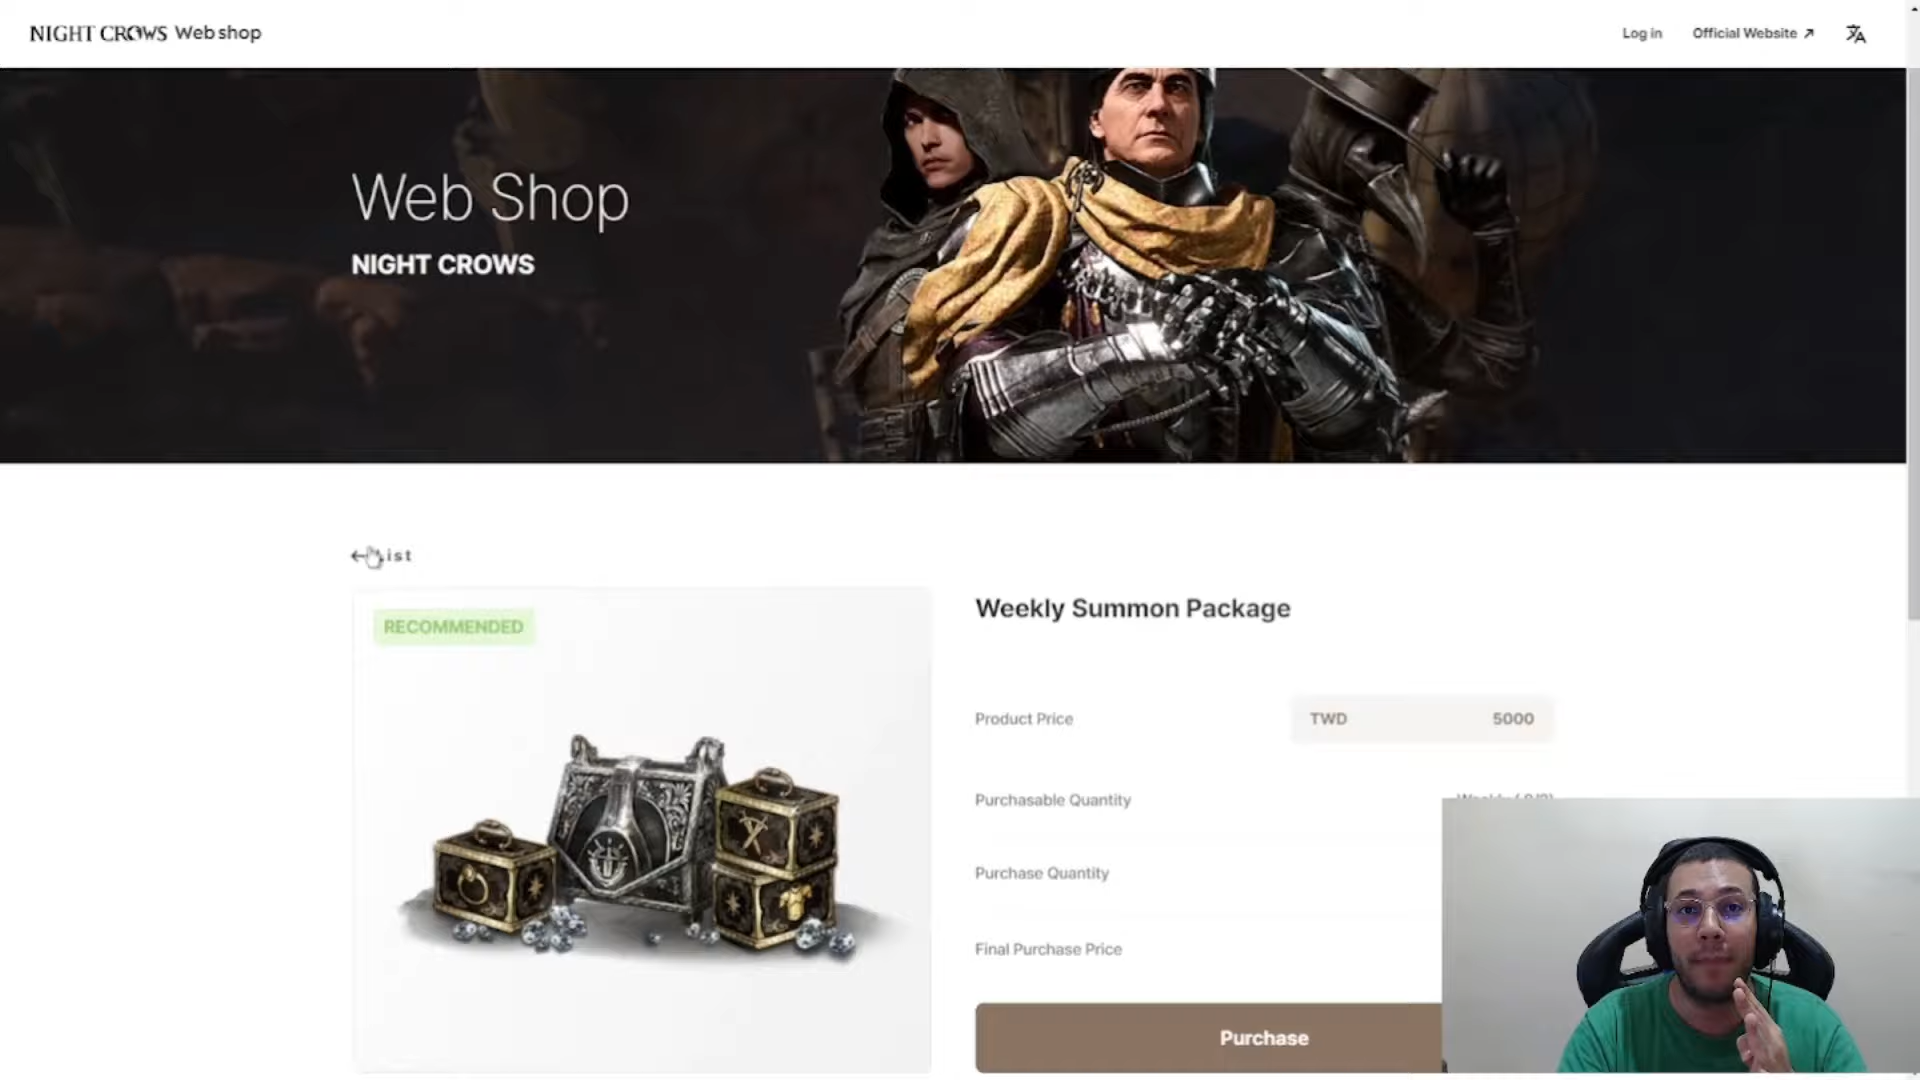 NIGHT CROWS Web shop
Log in
Official Website
Web Shop
NIGHT CROWS
RECOMMENDED
Weekly Summon Package
Product Price
TWD 5000
Purchasable Quantity
Purchase Quantity
Final Purchase Price
Purchase